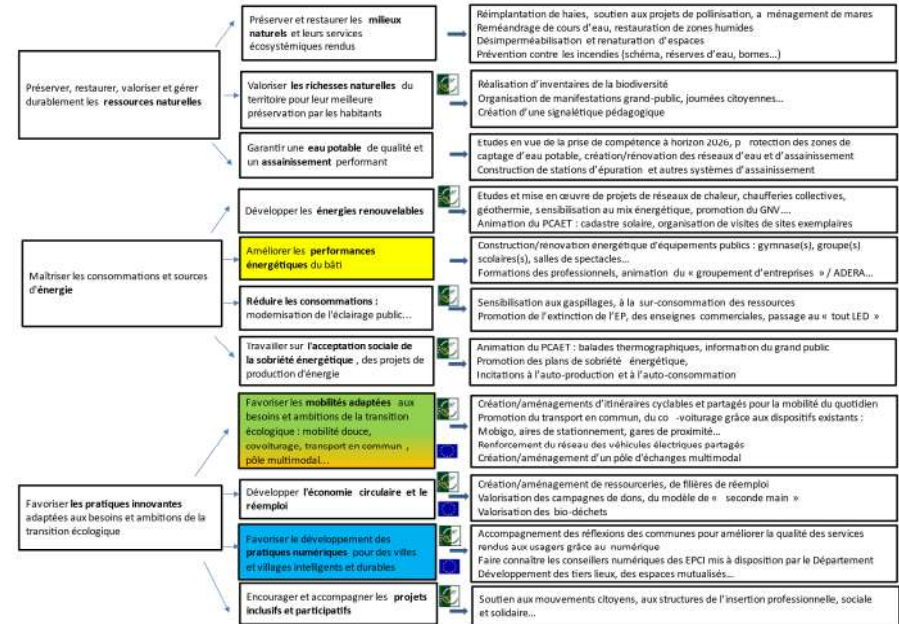 Préserver, restaurer, valoriser et gérer
durablement les ressources naturelles
Préserver et restaurer les milieux
naturels et leurs services
écosystémiques rendus
Réimplantation de haies, soutien aux projets de pollinisation, a ménagement de mares
Reméandrage de cours d'eau, restauration de zones humides
Désimperméabilisation et renaturation d'espaces
Prévention contre les incendies (schéma, réserves d'eau, bornes…)
Valoriser les richesses naturelles du
territoire pour leur meilleure
préservation par les habitants
Réalisation d'inventaires de la biodiversité
Organisation de manifestations grand-public, journées citoyennes…
Création d'une signalétique pédagogique
Garantir une eau potable de qualité et
un assainissement performant
Etudes en vue de la prise de compétence à horizon 2026, p rotection des zones de
captage d'eau potable, création/rénovation des réseaux d'eau et d'assainissement
Construction de stations d'épuration et autres systèmes d'assainissement
Maîtriser les consommations et sources
d'énergie
Développer les énergies renouvelables
Etudes et mise en œuvre de projets de réseaux de chaleur, chaufferies collectives,
géothermie, sensibilisation au mix énergétique, promotion du GNV….
Animation du PCAET : cadastre solaire, organisation de visites de sites exemplaires
Améliorer les performances
énergétiques du bâti
Construction/rénovation énergétique d'équipements publics : gymnase(s), groupe(s)
scolaires(s), salles de spectacles…
Formations des professionnels, animation du « groupement d'entreprises » / ADERA…
Réduire les consommations :
modernisation de l'éclairage public…
Sensibilisation aux gaspillages, à la sur-consommation des ressources
Promotion de l'extinction de l'EP, des enseignes commerciales, passage au « tout LED »
Travailler sur l'acceptation sociale de
la sobriété énergétique , des projets de
production d'énergie
Animation du PCAET : balades thermographiques, information du grand public
Promotion des plans de sobriété énergétique,
Incitations à l'auto-production et à l'auto-consommation
Favoriser les pratiques innovantes
adaptées aux besoins et ambitions de la
transition écologique
Favoriser les mobilités adaptées aux
besoins et ambitions de la transition
écologique : mobilité douce,
covoiturage, transport en commun ,
pôle multimodal…
Création/aménagements d'itinéraires cyclables et partagés pour la mobilité du quotidien
Promotion du transport en commun, du co -voiturage grâce aux dispositifs existants :
Mobigo, aires de stationnement, gares de proximité…
Renforcement du réseau des véhicules électriques partagés
Création/aménagement d'un pôle d'échanges multimodal
Développer l'économie circulaire et le
réemploi
Création/aménagement de ressourceries, de filières de réemploi
Valorisation des campagnes de dons, du modèle de « seconde main »
Valorisation des bio-déchets
Favoriser le développement des
pratiques numériques pour des villes
et villages intelligents et durables
Accompagnement des réflexions des communes pour améliorer la qualité des services
rendus aux usagers grâce au numérique
Faire connaître les conseillers numériques des EPCI mis à disposition par le Département
Développement des tiers lieux, des espaces mutualisés…
Encourager et accompagner les projets
inclusifs et participatifs
Soutien aux mouvements citoyens, aux structures de l'insertion professionnelle, sociale
et solidaire…